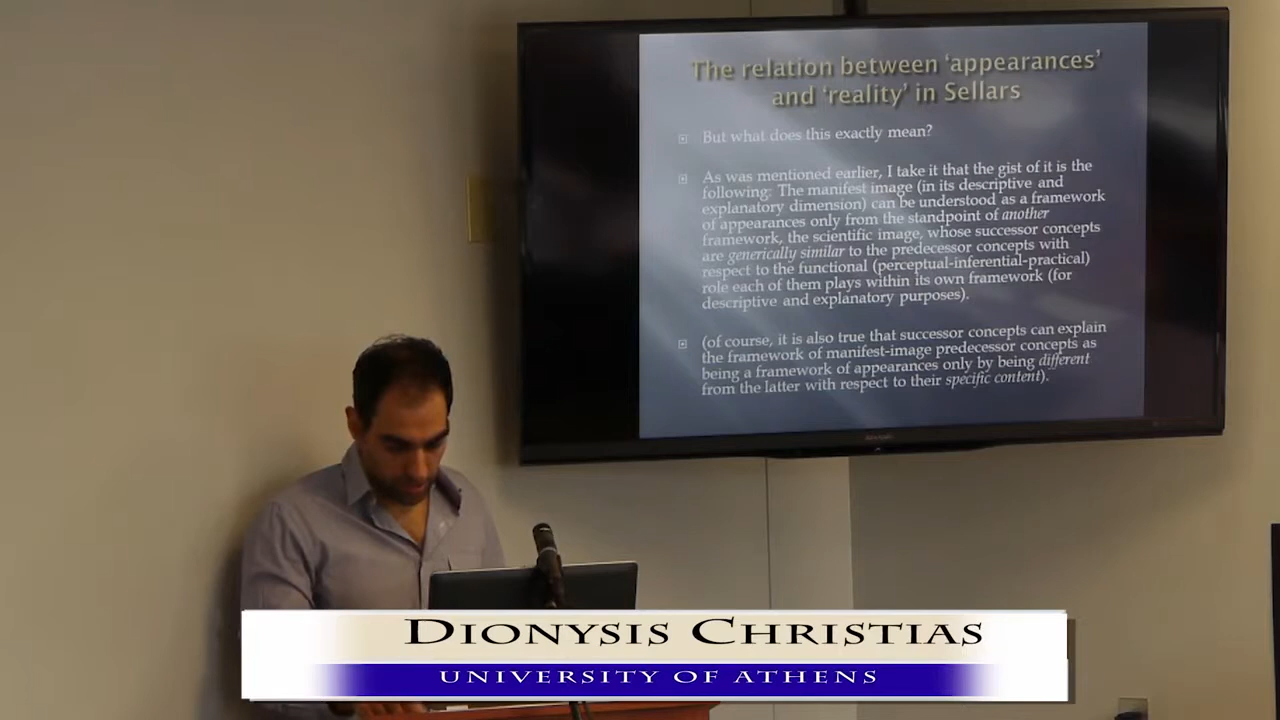 The relation between ‘appearances’
and ‘reality’ in Sellars
But what does this exactly mean?
As was mentioned earlier, I take it that the gist of it is the
following: The manifest image (in its descriptive and
explanatory dimension) can be understood as a framework
of appearances only from the standpoint of another
framework, the scientific image, whose successor concepts
are generically similar to the predecessor concepts with
respect to the functional (perceptual-inferential-practical)
role each of them plays within its own framework (for
descriptive and explanatory purposes).
(of course, it is also true that successor concepts can explain
the framework of manifest-image predecessor concepts as
being a framework of appearances only by being different
from the latter with respect to their specific content).
DIONYSIS CHRISTIAS
UNIVERSITY OF ATHENS